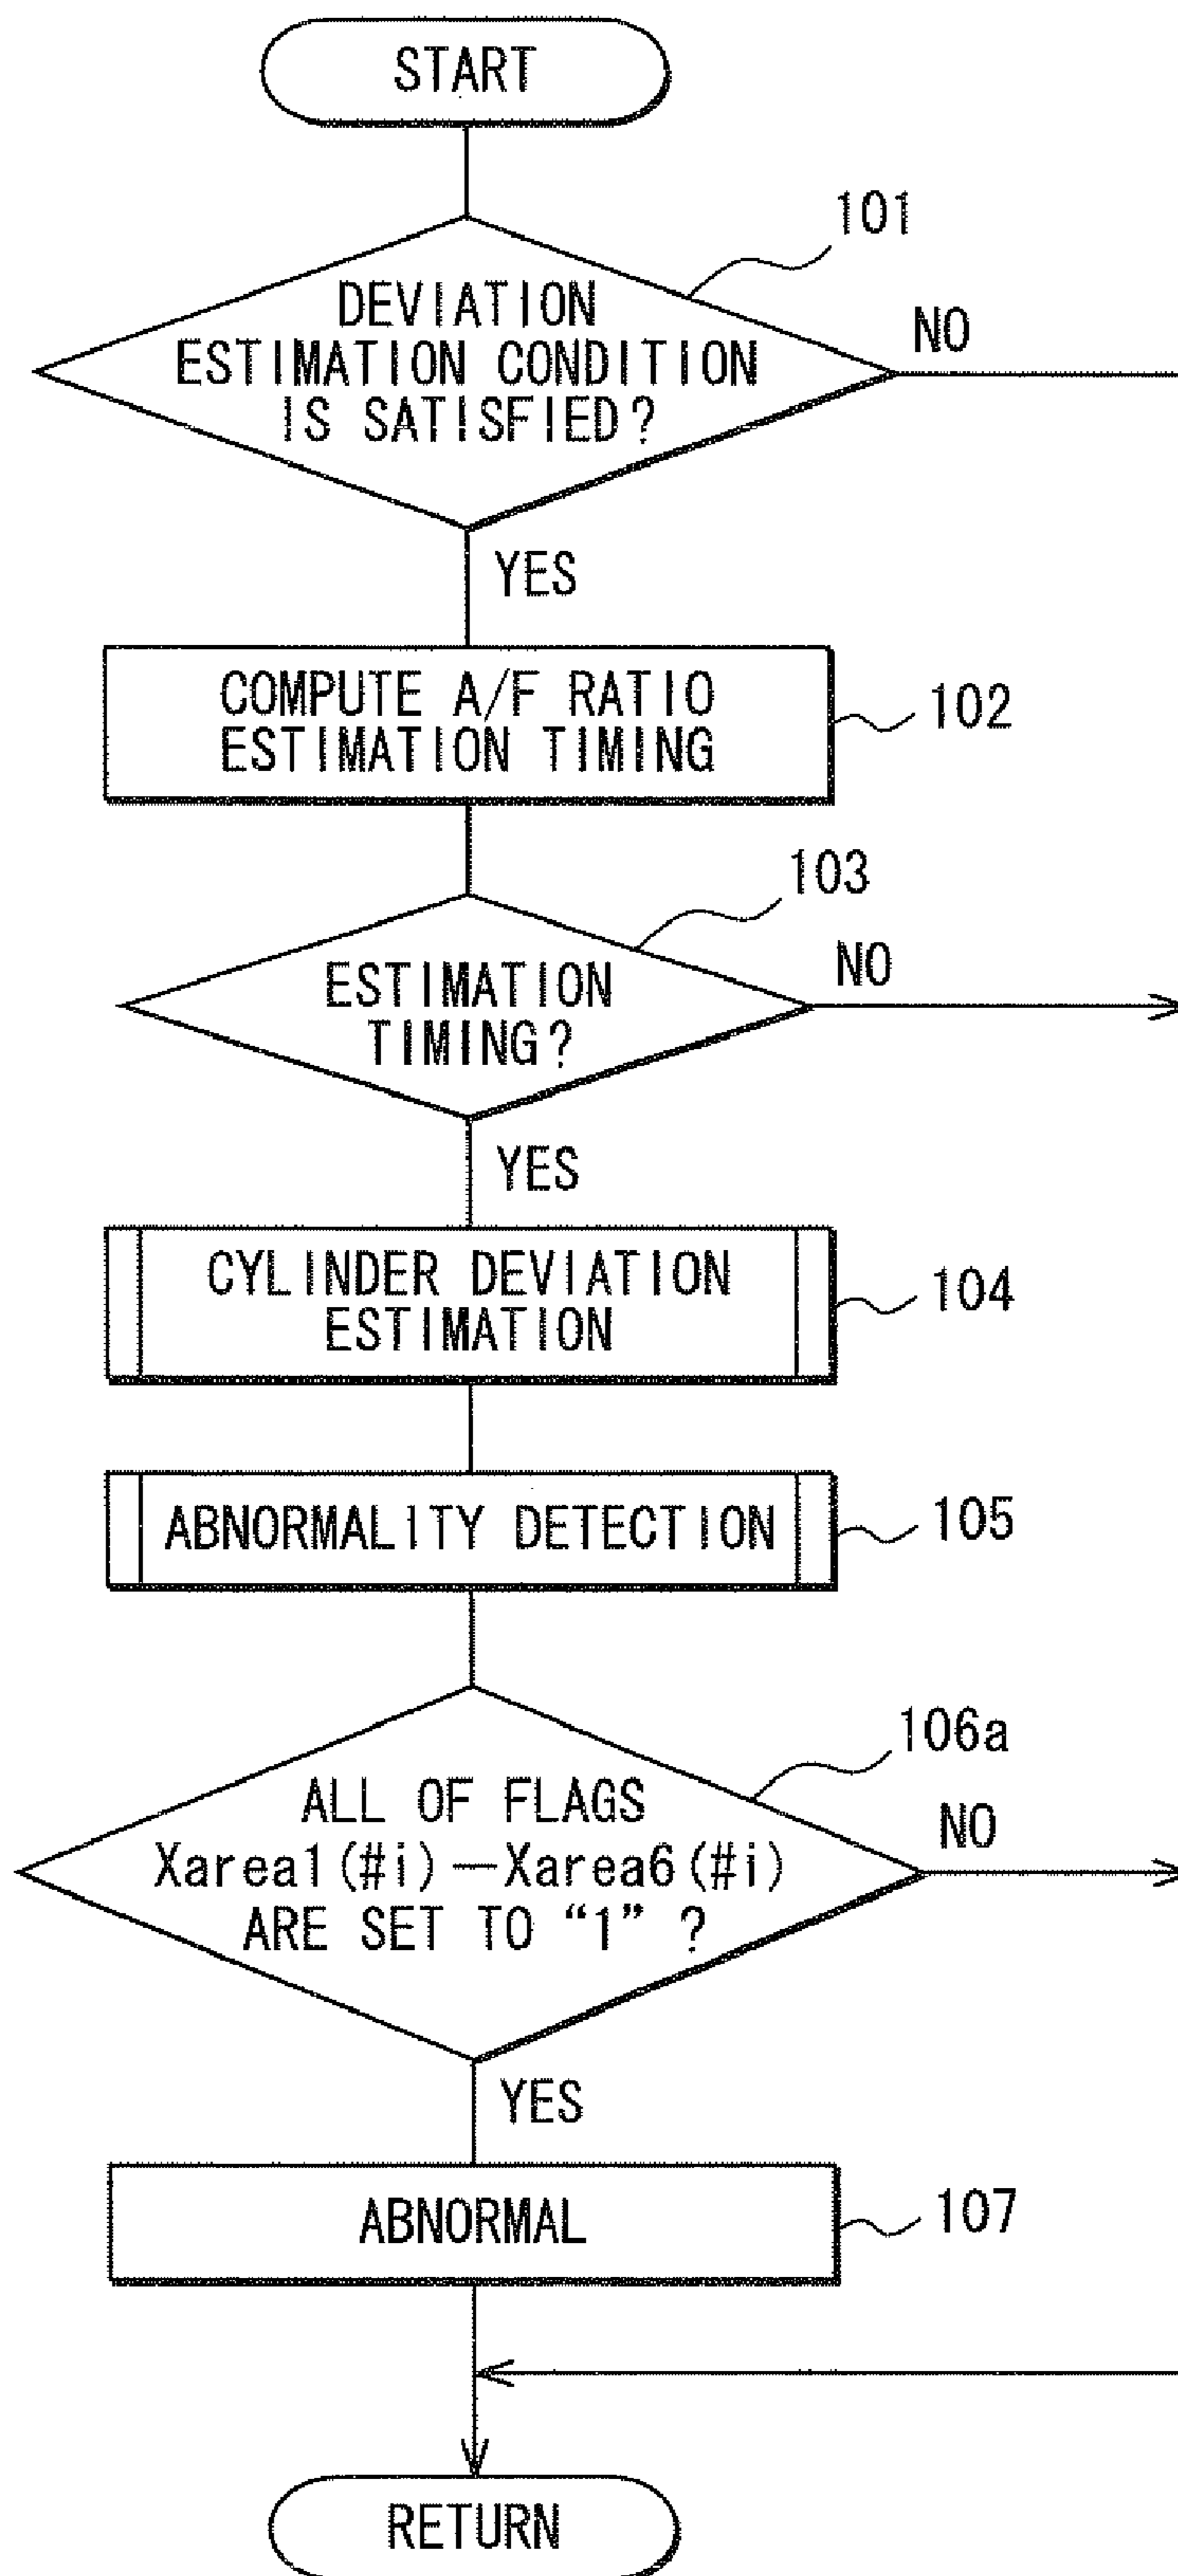 START
101
DEVIATION
ESTIMATION CONDITION
IS SATISFIED?
NO
YES
COMPUTE A/F RATIO
ESTIMATION TIMING
102
103
ESTIMATION
TIMING?
NO
YES
CYLINDER DEVIATION
ESTIMATION
104
ABNORMALITY DETECTION
105
106a
ALL OF FLAGS
Xarea1(#i)—Xarea6(#i)
ARE SET TO “1” ?
NO
YES
ABNORMAL
107
RETURN